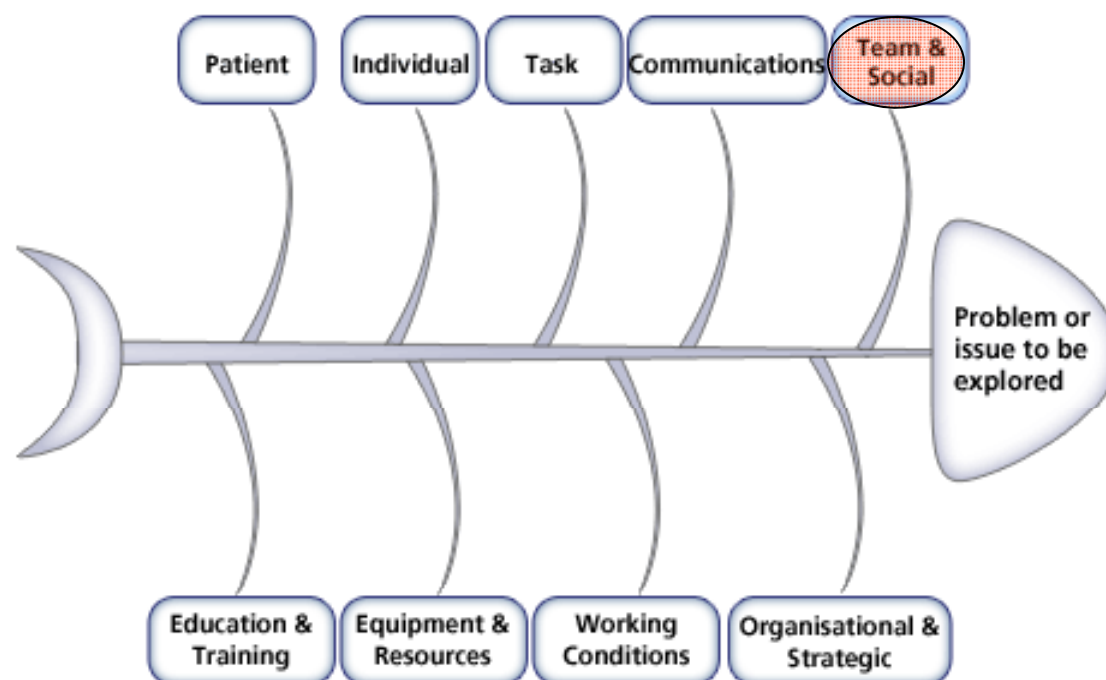 Patient
Individual
Task
Communications
Team &
Social
Problem or
issue to be
explored
Education &
Training
Equipment &
Resources
Working
Conditions
Organisational &
Strategic